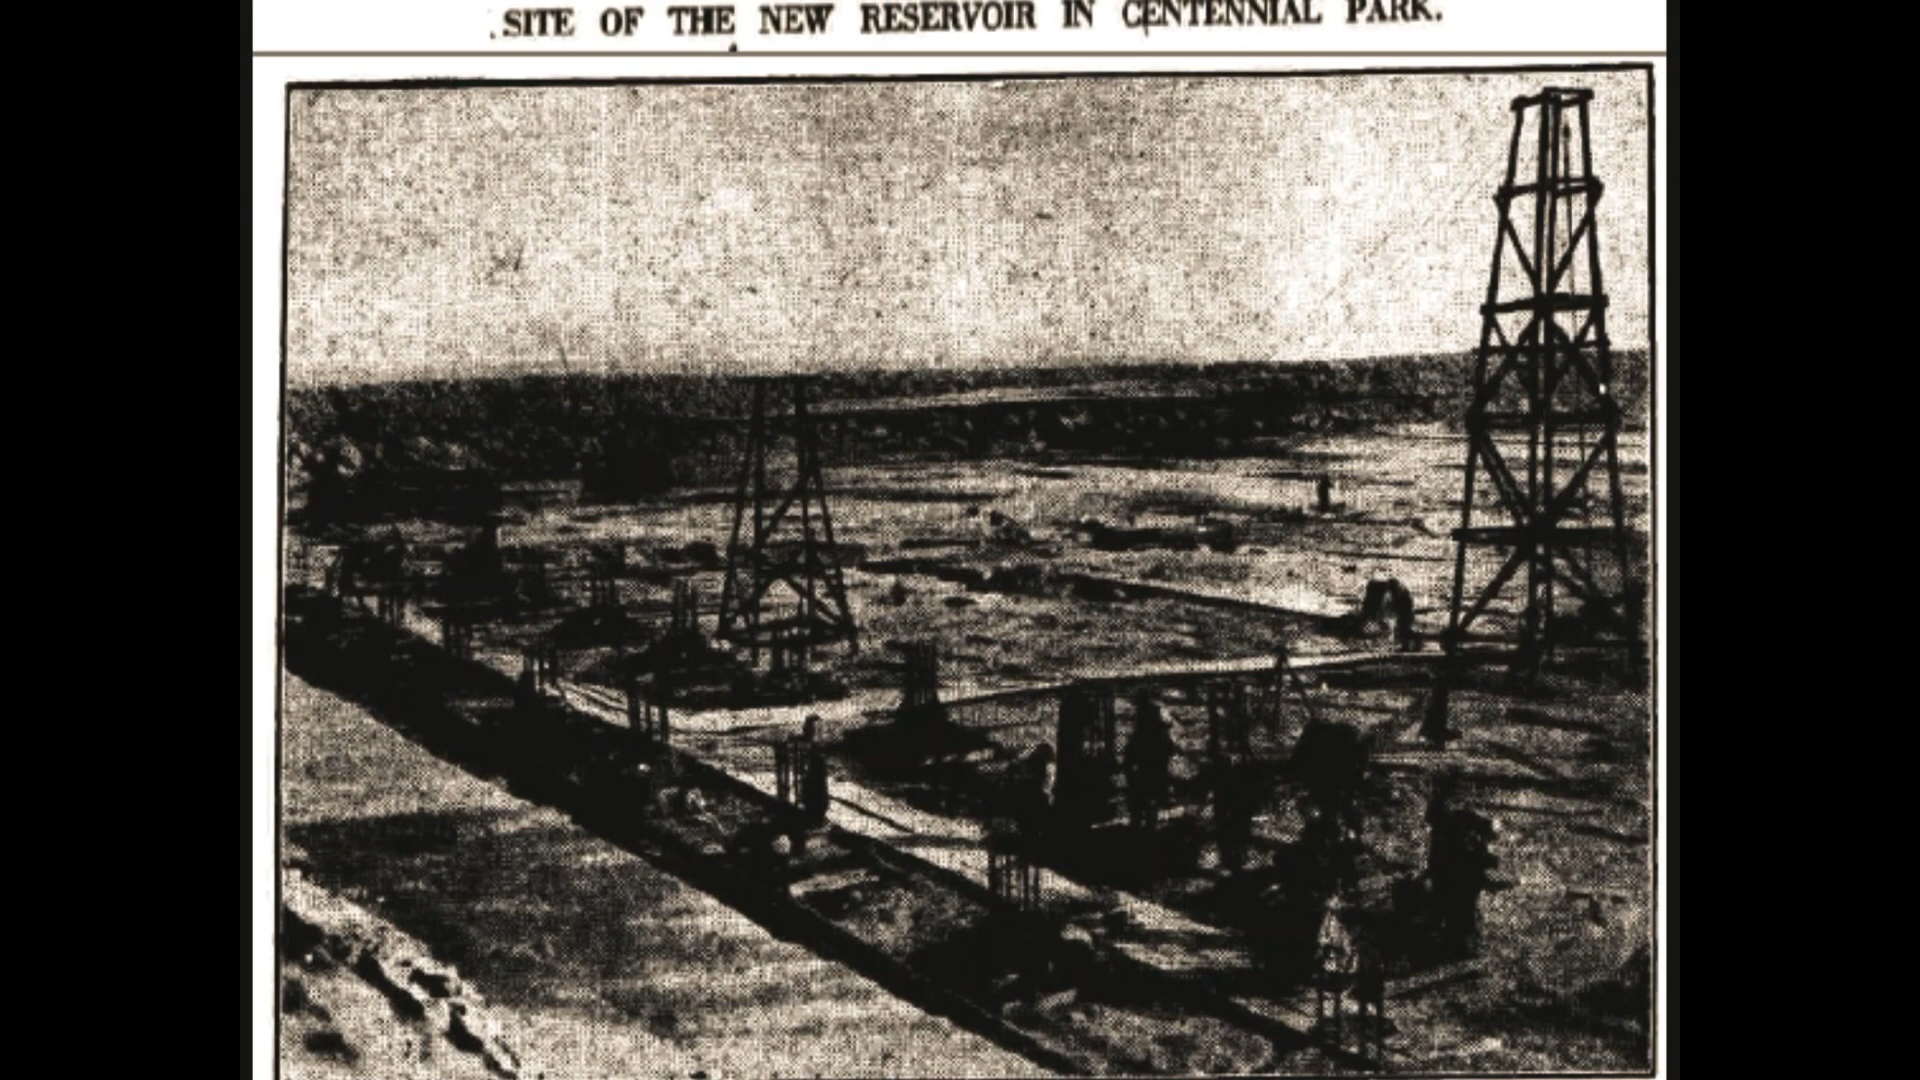 SITE OF THE NEW RESERVOIR IN CENTENNIAL PARK.